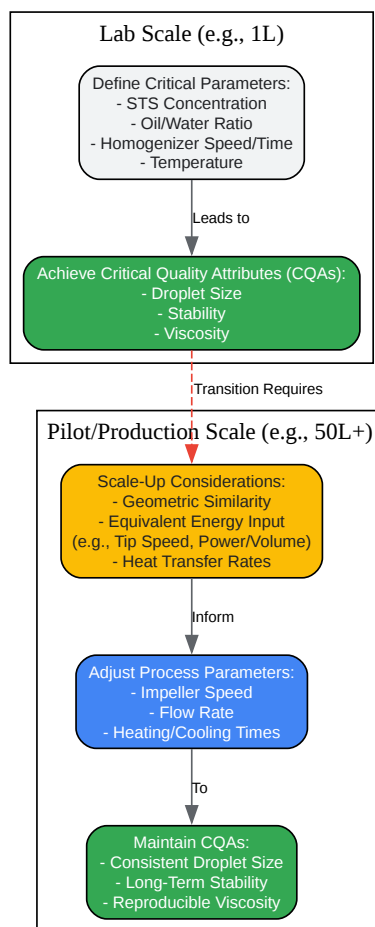 Lab Scale (e.g., 1L)
Define Critical Parameters:
- STS Concentration
- Oil/Water Ratio
- Homogenizer Speed/Time
- Temperature
Leads to
Achieve Critical Quality Attributes (CQAs):
- Droplet Size
- Stability
- Viscosity
Transition Requires
Pilot/Production Scale (e.g., 50L+)
Scale-Up Considerations:
- Geometric Similarity
- Equivalent Energy Input
(e.g., Tip Speed, Power/Volume)
- Heat Transfer Rates
Inform
Adjust Process Parameters:
- Impeller Speed
- Flow Rate
- Heating/Cooling Times
To
Maintain CQAs:
- Consistent Droplet Size
- Long-Term Stability
- Reproducible Viscosity